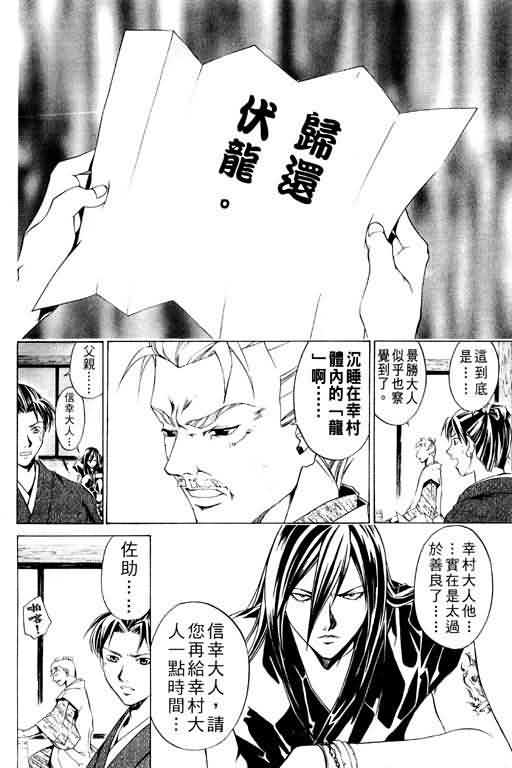 歸還
伏龍。
這到底
是……
景勝大人
似乎也察
覺到了。
沉睡在幸村
體內的「龍
」啊……
父親…
信幸大人…
幸村大人他…
…實在是太過
於善良了……
信幸大人，請
您再給幸村大
人一點時間…
佐助……